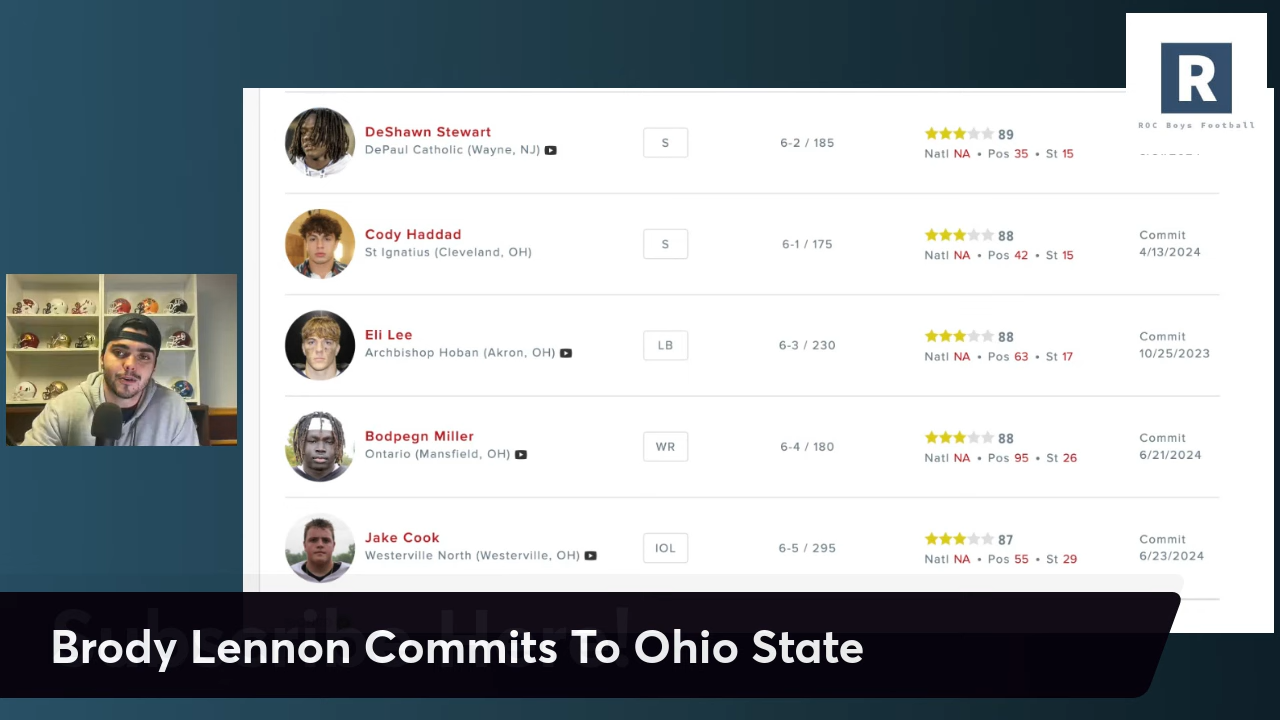 R
ROC Boys Football
DeShawn Stewart
DePaul Catholic (Wayne, NJ)
S
6-2 / 185
89
Natl NA • Pos 35 • St 15
Cody Haddad
St Ignatius (Cleveland, OH)
S
6-1 / 175
88
Natl NA • Pos 42 • St 15
Commit
4/13/2024
Eli Lee
Archbishop Hoban (Akron, OH)
LB
6-3 / 230
88
Natl NA • Pos 63 • St 17
Commit
10/25/2023
Bodpegn Miller
Ontario (Mansfield, OH)
WR
6-4 / 180
88
Natl NA • Pos 95 • St 26
Commit
6/21/2024
Jake Cook
Westerville North (Westerville, OH)
IOL
6-5 / 295
87
Natl NA • Pos 55 • St 29
Commit
6/23/2024
Brody Lennon Commits To Ohio State